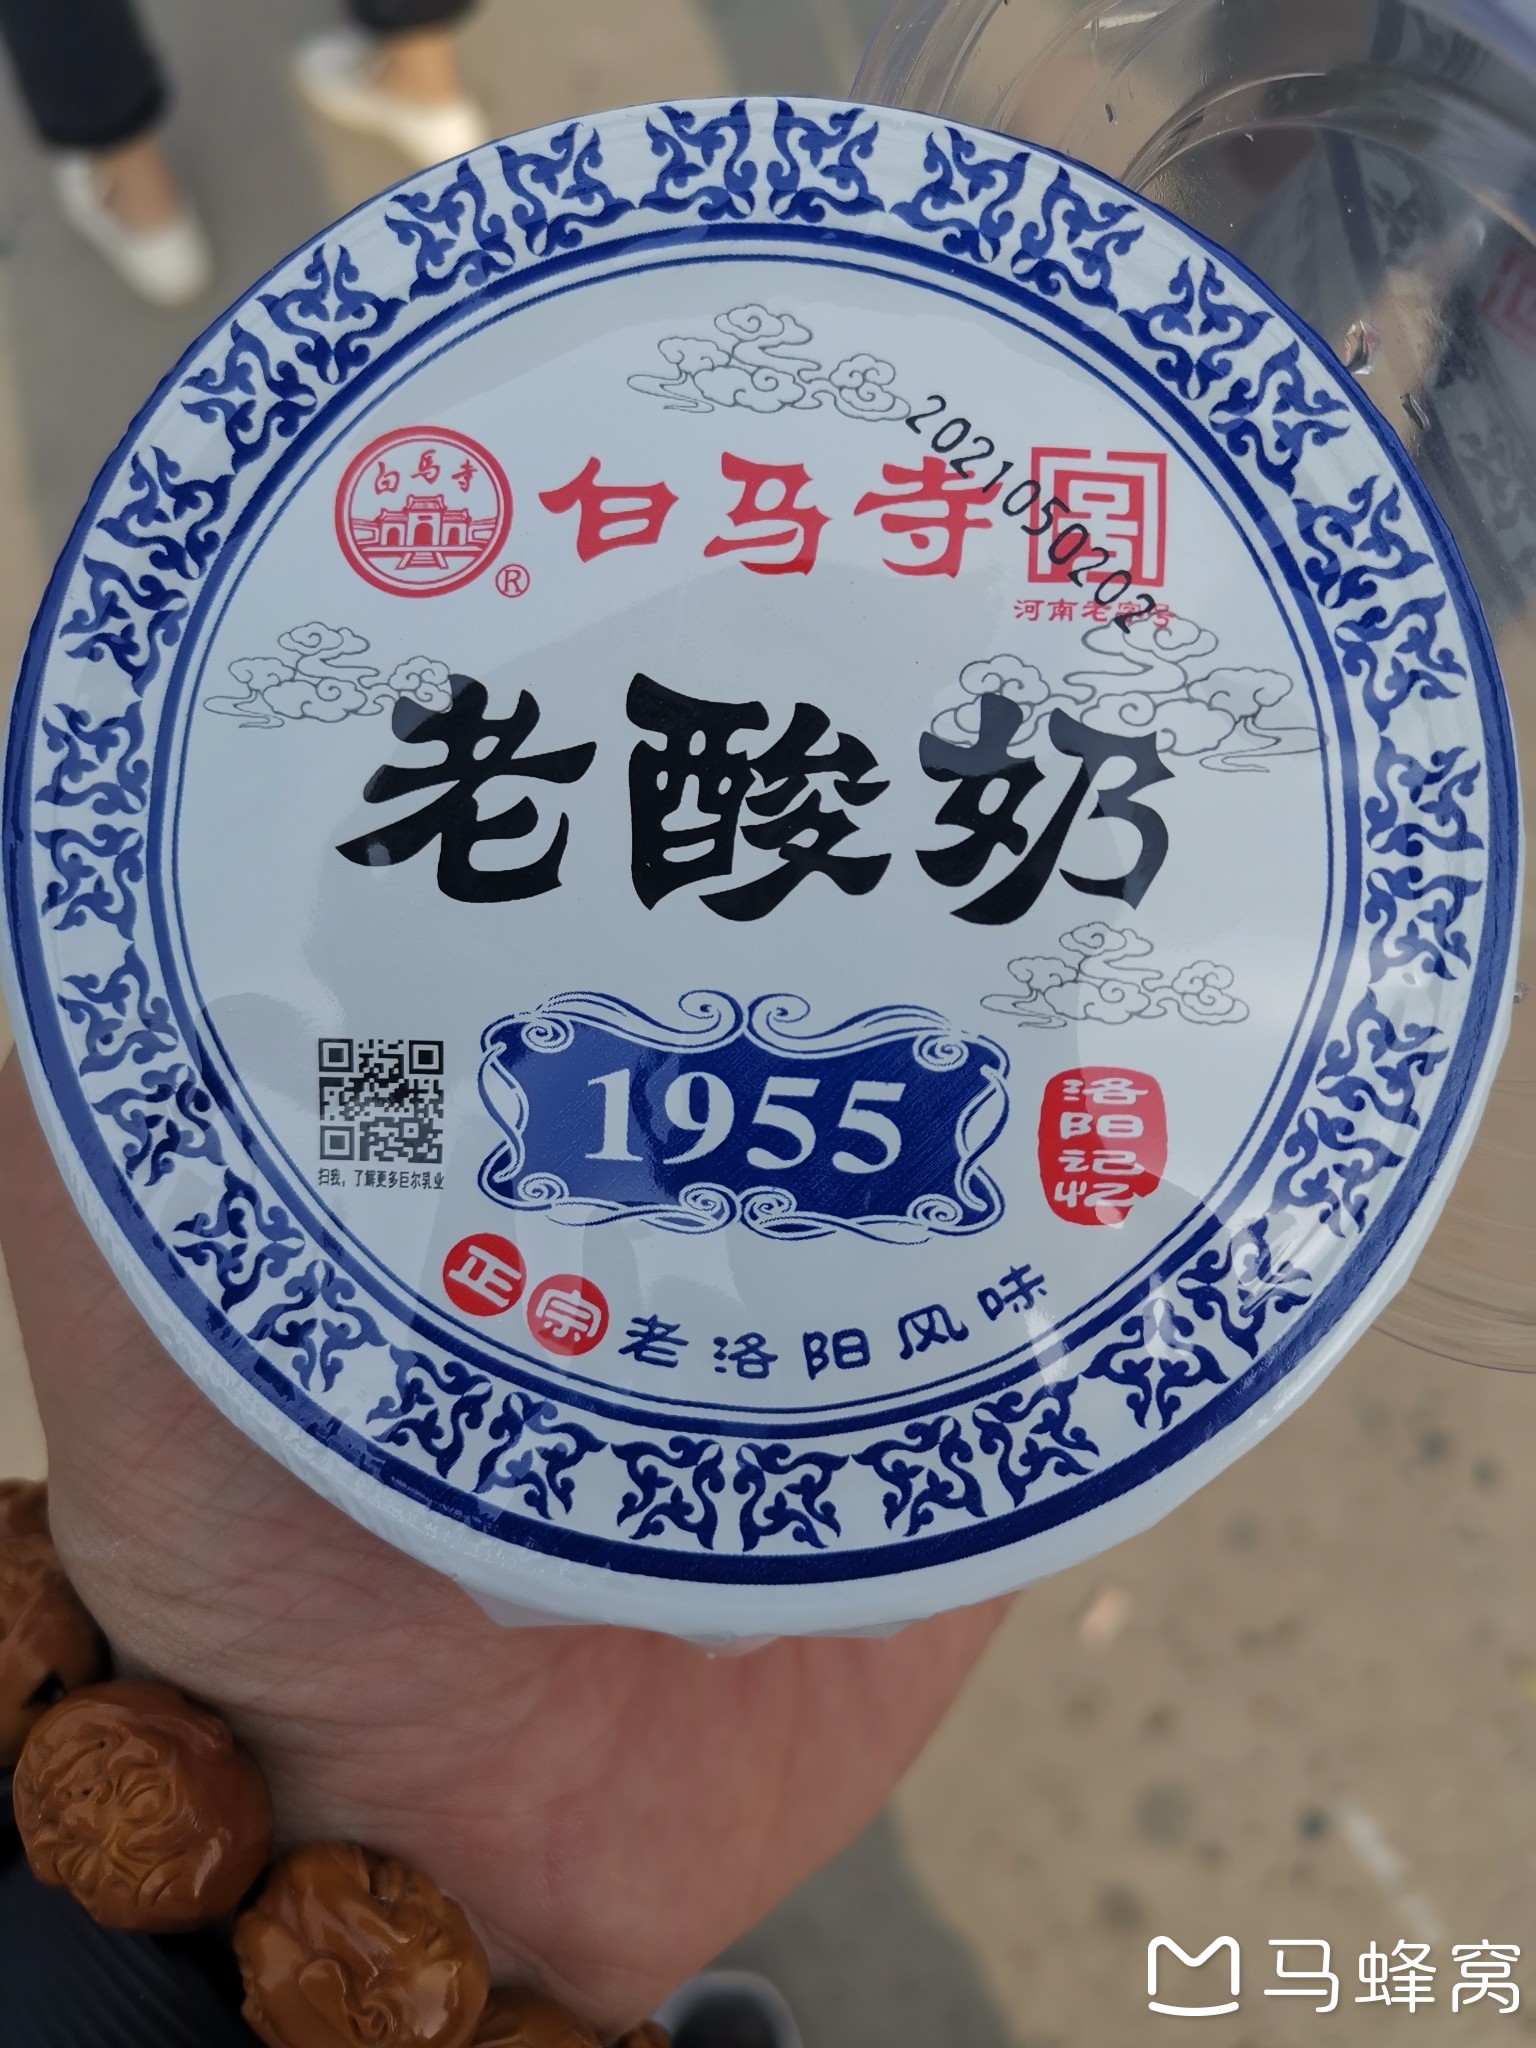 2021050202
白马寺
®
白马寺
河南老字号
老酸奶
1955
洛阳记忆
扫我，了解更多巨尔乳业
正宗老洛阳风味
马蜂窝